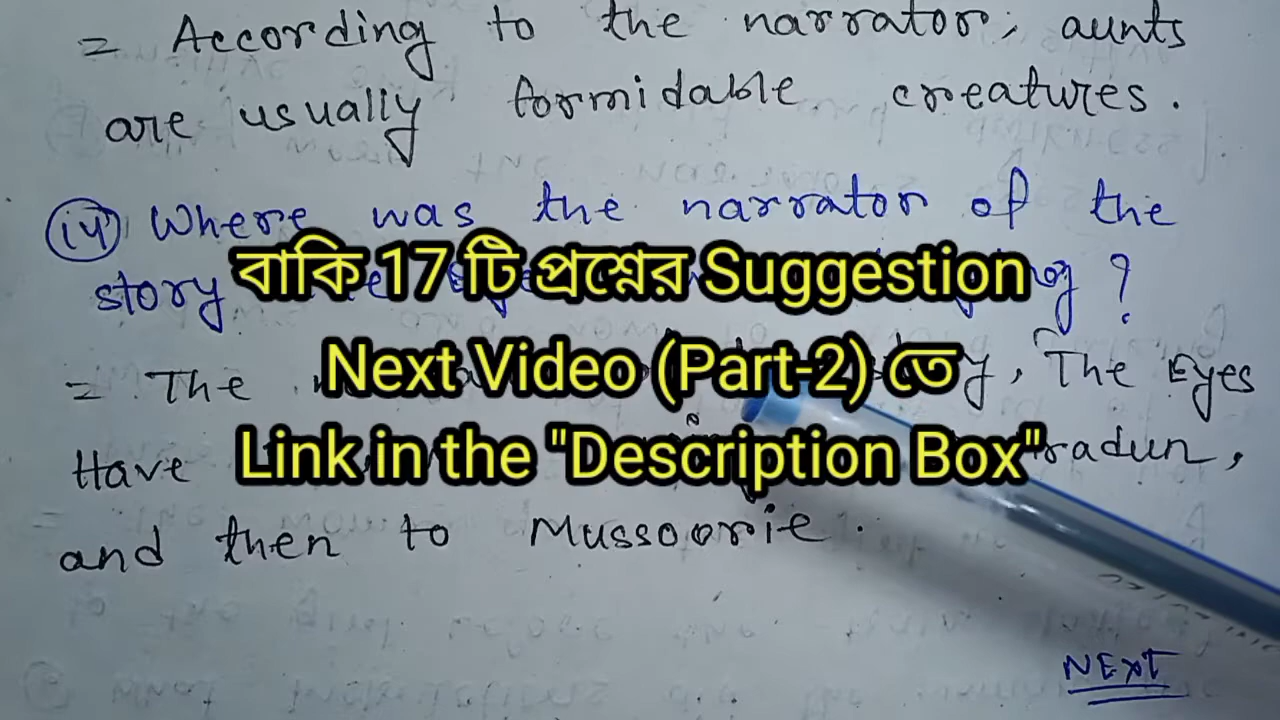 = According to the narrator, aunts
are usually formidable creatures.
(iv) Where was the narrator of the
story
বাকি 17 টি প্রশ্নের Suggestion
= The
Next Video (Part-2) তে
The Eyes
Have
Link in the "Description Box"
and then to Mussoorie.
NEXT